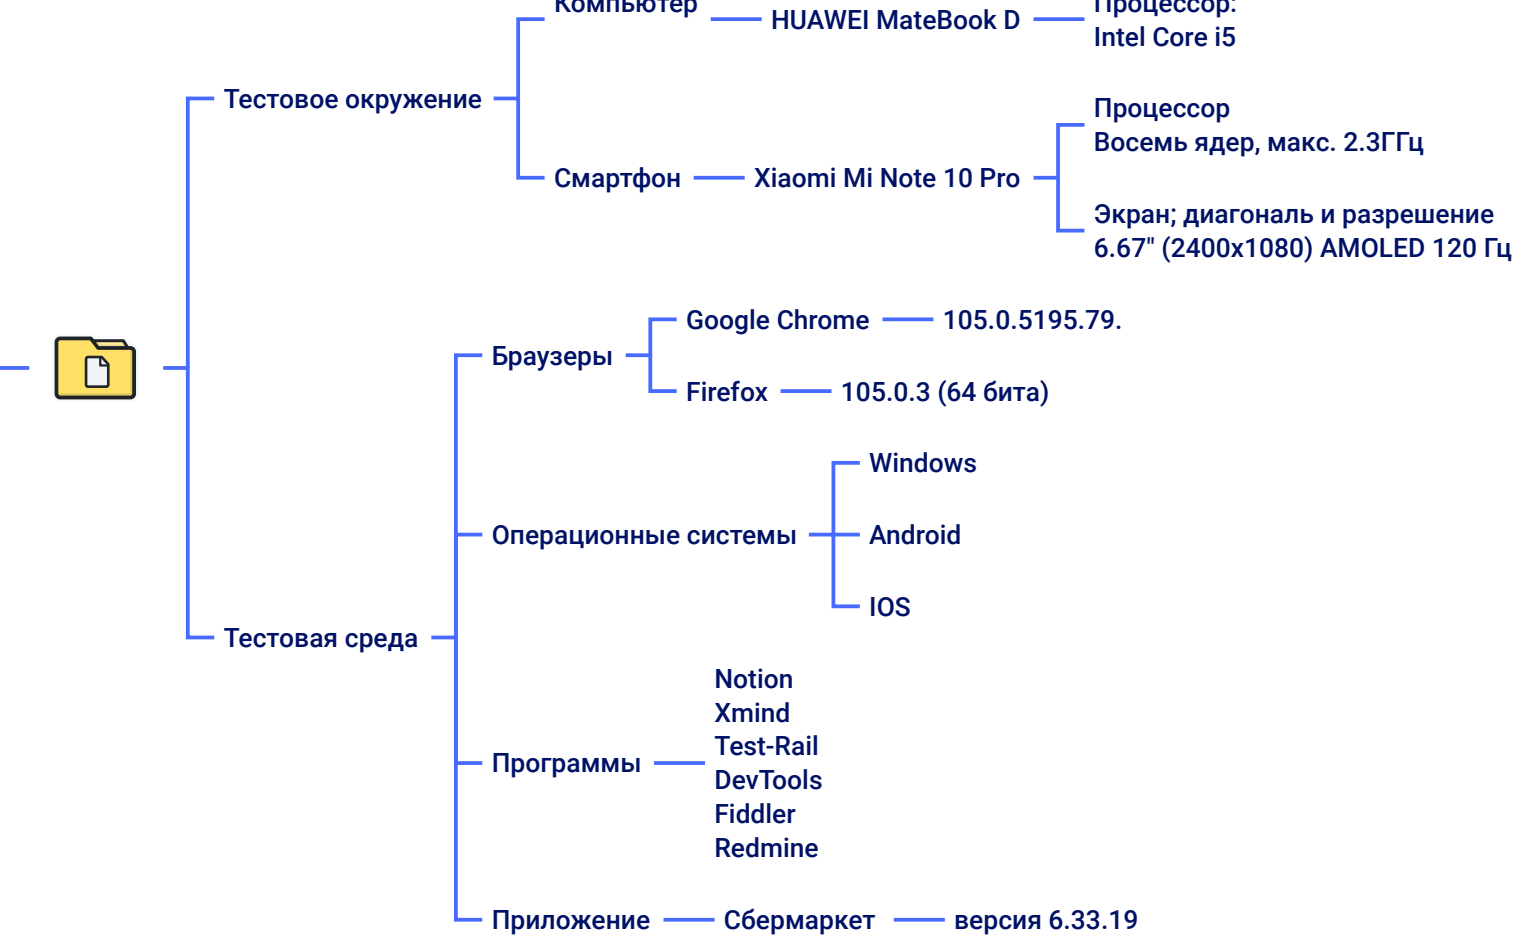 Компьютер
HUAWEI MateBook D
Процессор:
Intel Core i5
Тестовое окружение
Процессор
Восемь ядер, макс. 2.3ГГц
Смартфон
Xiaomi Mi Note 10 Pro
Экран; диагональ и разрешение
6.67" (2400x1080) AMOLED 120 Гц
Google Chrome
105.0.5195.79.
Браузеры
Firefox
105.0.3 (64 бита)
Windows
Операционные системы
Android
IOS
Тестовая среда
Notion
Xmind
Test-Rail
DevTools
Fiddler
Redmine
Программы
Приложение
Сбермаркет
версия 6.33.19